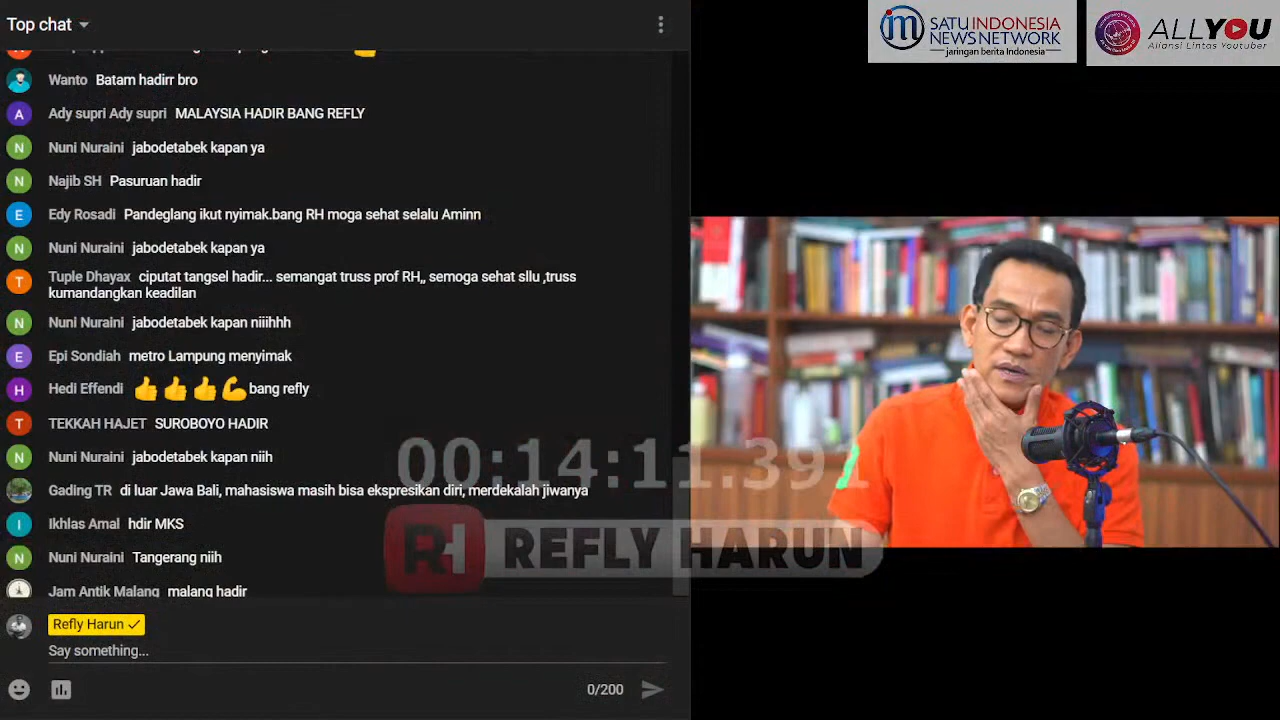 Top chat
Wanto Batam hadirr bro
A
Ady supri Ady supri MALAYSIA HADIR BANG REFLY
N
Nuni Nuraini jabodetabek kapan ya
N
Najib SH Pasuruan hadir
E
Edy Rosadi Pandeglang ikut nyimak.bang RH moga sehat selalu Aminn
N
Nuni Nuraini jabodetabek kapan ya
T
Tuple Dhayax ciputat tangsel hadir... semangat truss prof RH,, semoga sehat sllu ,truss
kumandangkan keadilan
N
Nuni Nuraini jabodetabek kapan niiihhh
E
Epi Sondiah metro Lampung menyimak
H
Hedi Effendi 👍👍👍💪bang refly
T
TEKKAH HAJET SUROBOYO HADIR
N
Nuni Nuraini jabodetabek kapan niih
Gading TR di luar Jawa Bali, mahasiswa masih bisa ekspresikan diri, merdekalah jiwanya
I
Ikhlas Amal hdir MKS
N
Nuni Nuraini Tangerang niih
Jam Antik Malang malang hadir
Refly Harun ✓
Say something...
0/200
00:14:11.391
RH REFLY HARUN
SATU INDONESIA
NEWS NETWORK
jaringan berita Indonesia
ALLYOU
Aliansi Lintas Youtuber